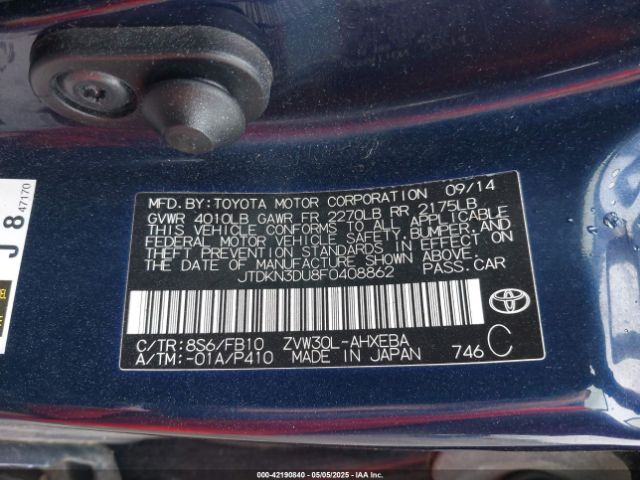 MFD. BY: TOYOTA MOTOR CORPORATION 09/14
GVWR 4010LB GAWR FR 2270LB RR 2175LB
THIS VEHICLE CONFORMS TO ALL APPLICABLE
FEDERAL MOTOR VEHICLE SAFETY, BUMPER, AND
THEFT PREVENTION STANDARDS IN EFFECT ON
THE DATE OF MANUFACTURE SHOWN ABOVE.
JTDKN3DU8F0408862 PASS. CAR
C/TR: 8S6/FB10 ZVW30L-AHXEBA
A/TM: -01A/P410 MADE IN JAPAN 746 C
J 8 47170
000-42190840 - 05/05/2025 - IAA Inc.